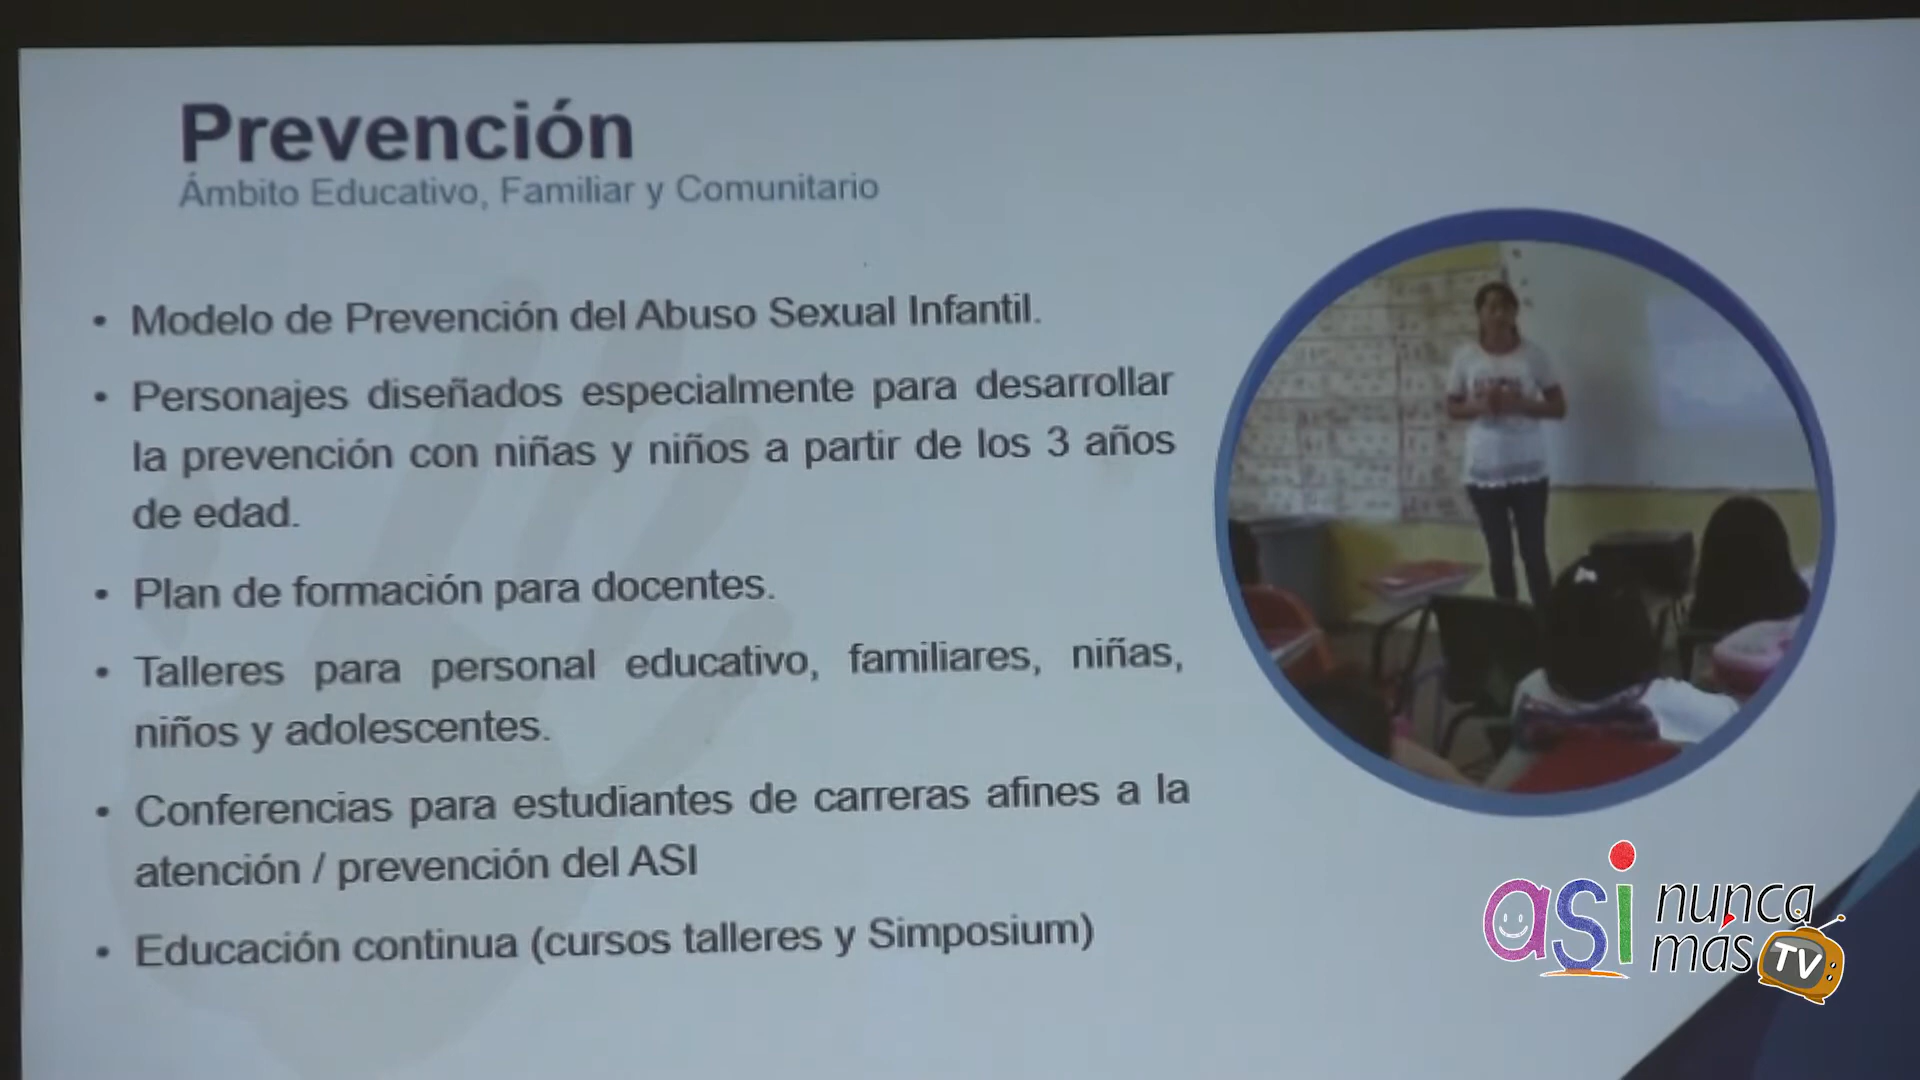 Prevención
Ámbito Educativo, Familiar y Comunitario
• Modelo de Prevención del Abuso Sexual Infantil.
• Personajes diseñados especialmente para desarrollar
la prevención con niñas y niños a partir de los 3 años
de edad.
• Plan de formación para docentes.
• Talleres para personal educativo, familiares, niñas,
niños y adolescentes.
• Conferencias para estudiantes de carreras afines a la
atención / prevención del ASI
• Educación continua (cursos talleres y Simposium)
asi nunca
más TV